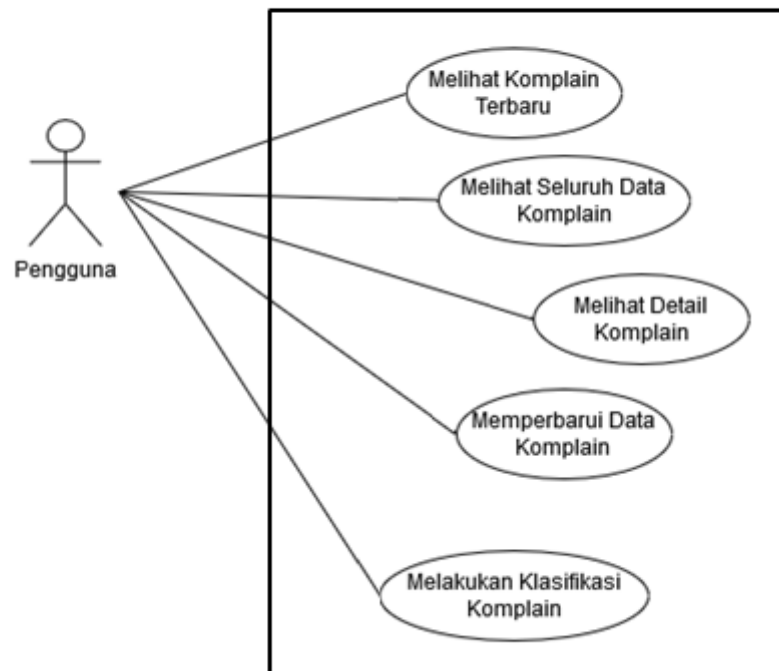 Melihat Komplain
Terbaru
Melihat Seluruh Data
Komplain
Pengguna
Melihat Detail
Komplain
Memperbarui Data
Komplain
Melakukan Klasifikasi
Komplain